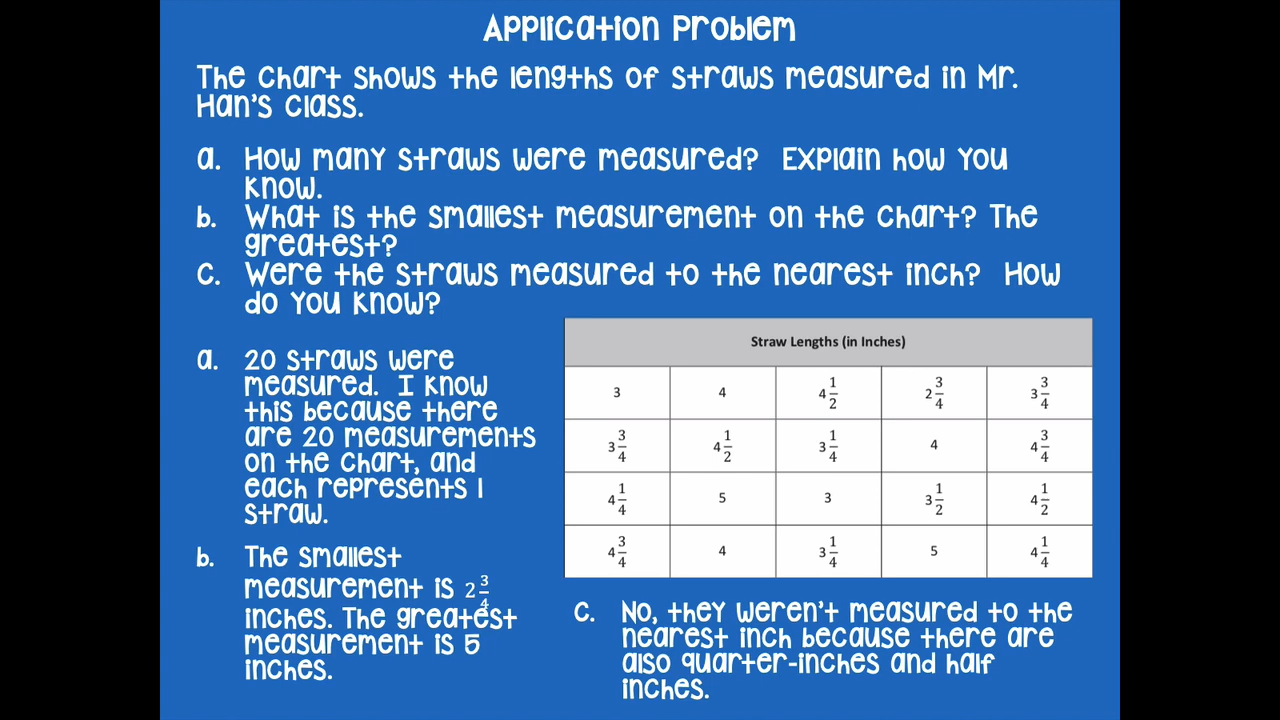 Application Problem
The chart shows the lengths of straws measured in Mr.
Han's class.
a. How many straws were measured? Explain how you
know.
b. What is the smallest measurement on the chart? The
greatest?
c. Were the straws measured to the nearest inch? How
do you know?
a. 20 straws were
measured. I know
this because there
are 20 measurements
on the chart, and
each represents 1
straw.
b. The smallest
measurement is 2 3/4
inches. The greatest
measurement is 5
inches.
Straw Lengths (in Inches)
3 4 4 1/2 2 3/4 3 3/4
3 3/4 4 1/2 3 1/4 4 4 3/4
4 1/4 5 3 3 1/2 4 1/2
4 3/4 4 3 1/4 5 4 1/4
c. No, they weren't measured to the
nearest inch because there are
also quarter-inches and half
inches.